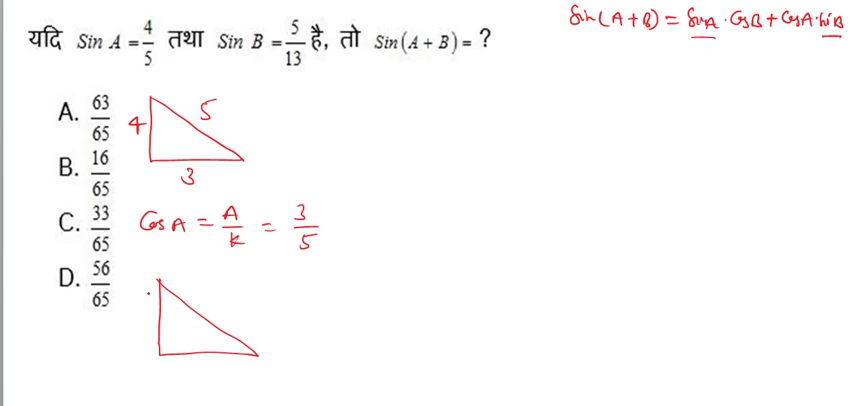 Sin(A+B) = SinA · CosB + CosA · SinB
यदि Sin A = 4/5 तथा Sin B = 5/13 है, तो Sin(A + B) = ?
A. 63/65
4
5
3
B. 16/65
C. 33/65
Cos A = A/K = 3/5
D. 56/65